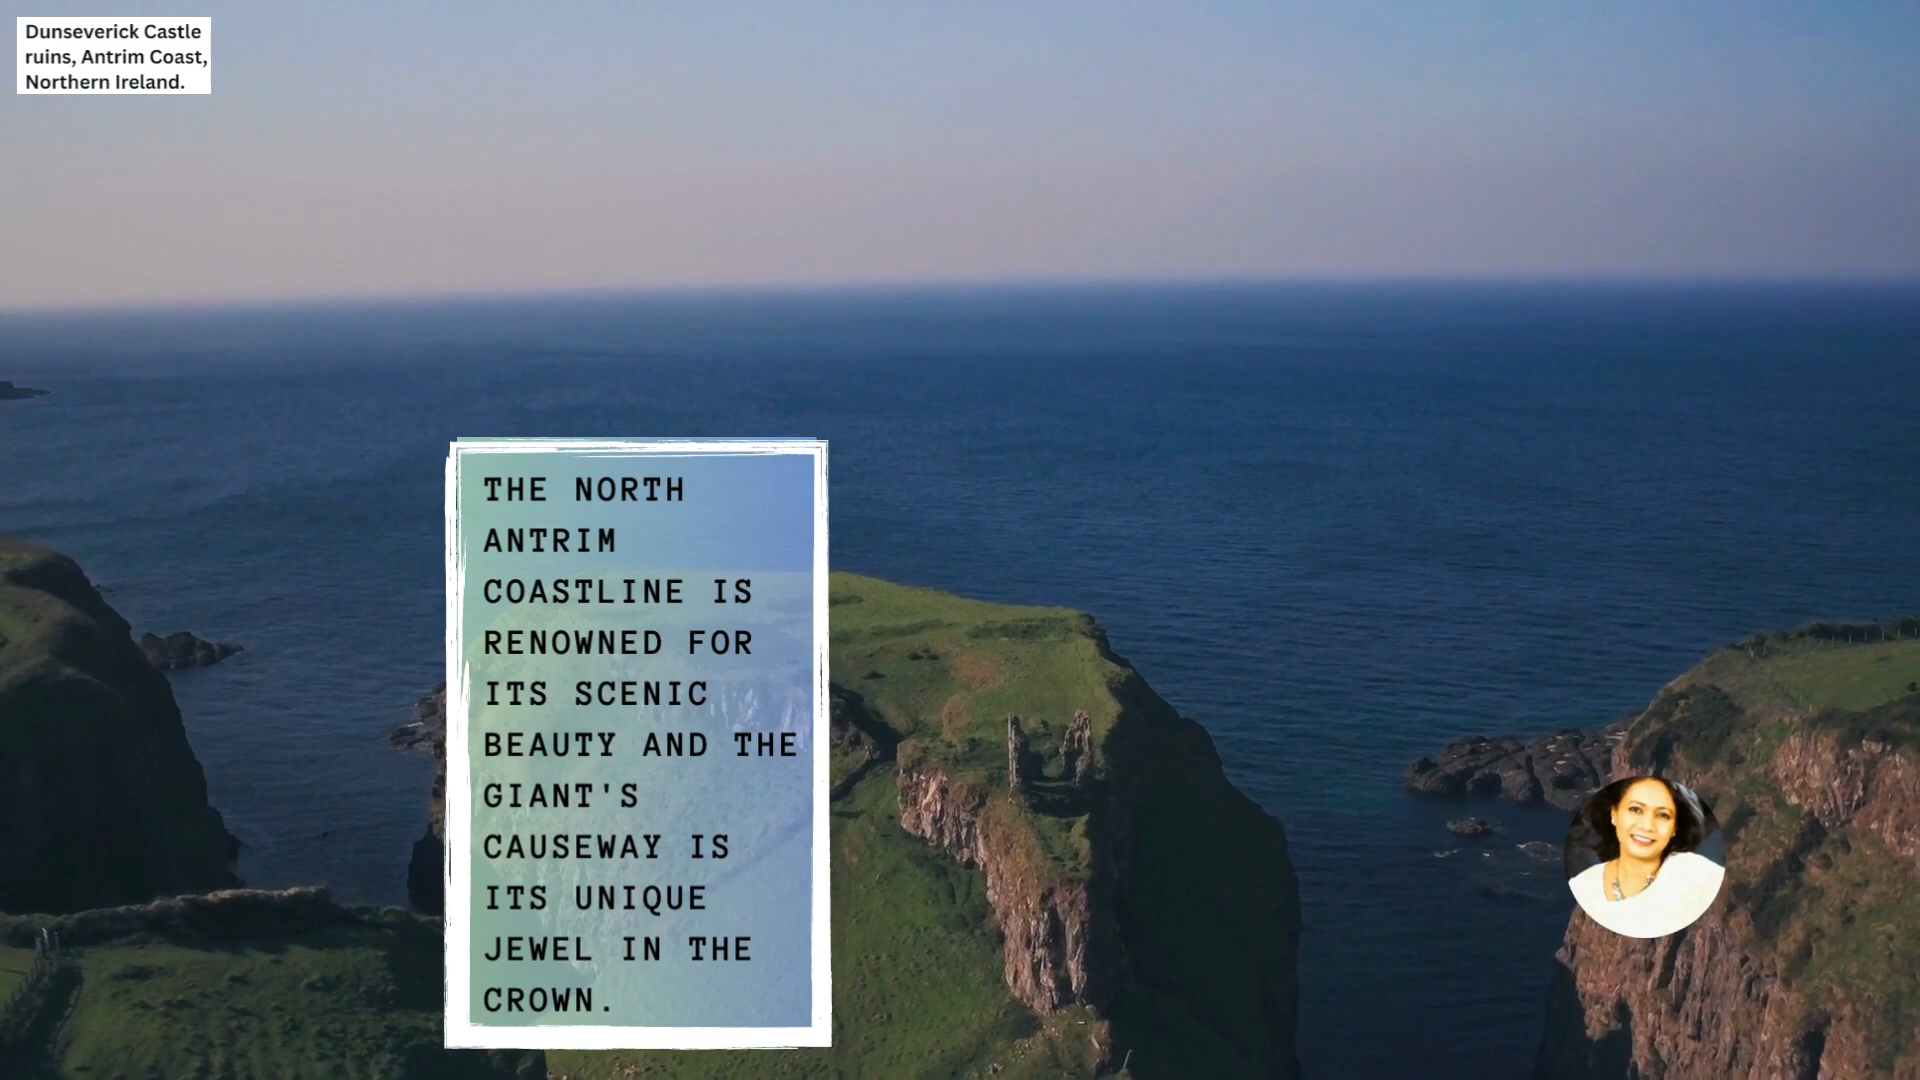 Dunseverick Castle
ruins, Antrim Coast,
Northern Ireland.
THE NORTH
ANTRIM
COASTLINE IS
RENOWNED FOR
ITS SCENIC
BEAUTY AND THE
GIANT'S
CAUSEWAY IS
ITS UNIQUE
JEWEL IN THE
CROWN.